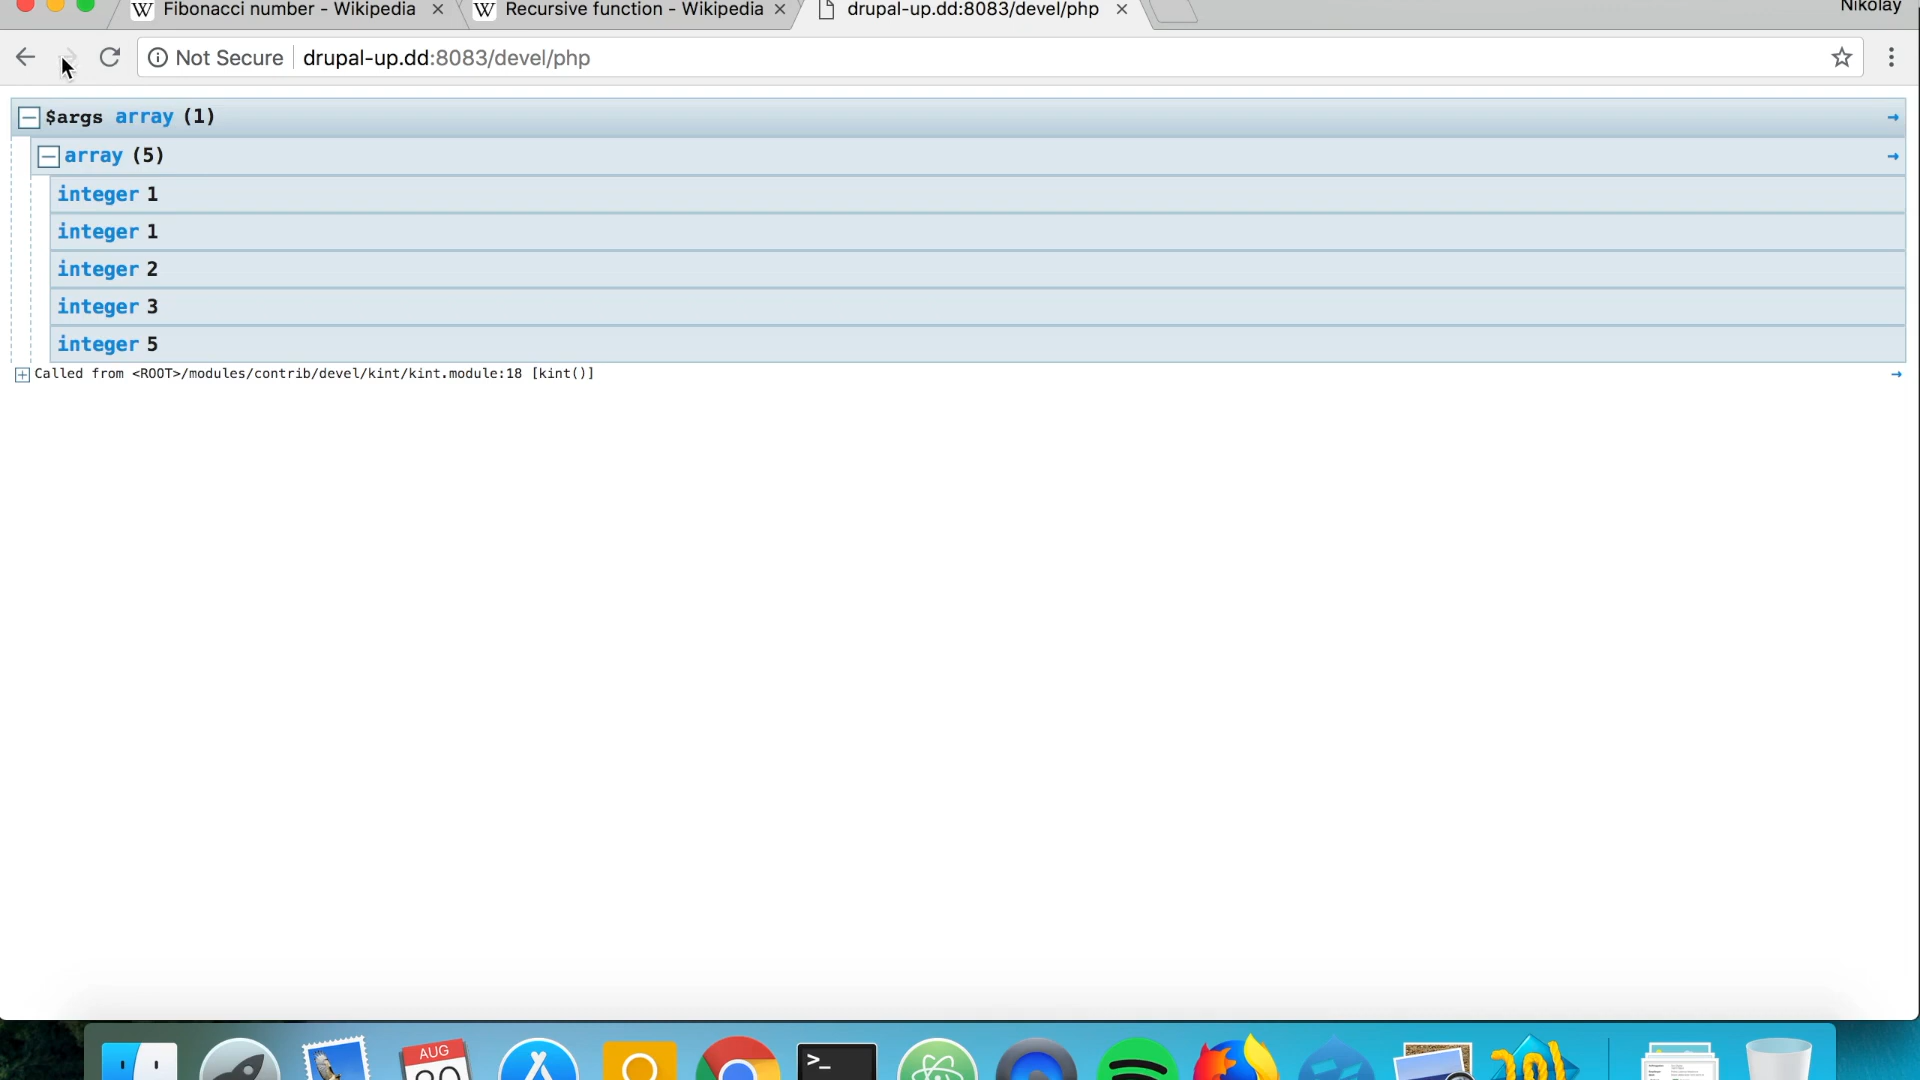 Fibonacci number - Wikipedia
Recursive function - Wikipedia
drupal-up.dd:8083/devel/php
Nikolay
Not Secure
drupal-up.dd:8083/devel/php
$args array (1)
array (5)
integer 1
integer 1
integer 2
integer 3
integer 5
Called from <ROOT>/modules/contrib/devel/kint/kint.module:18 [kint()]
AUG
>_